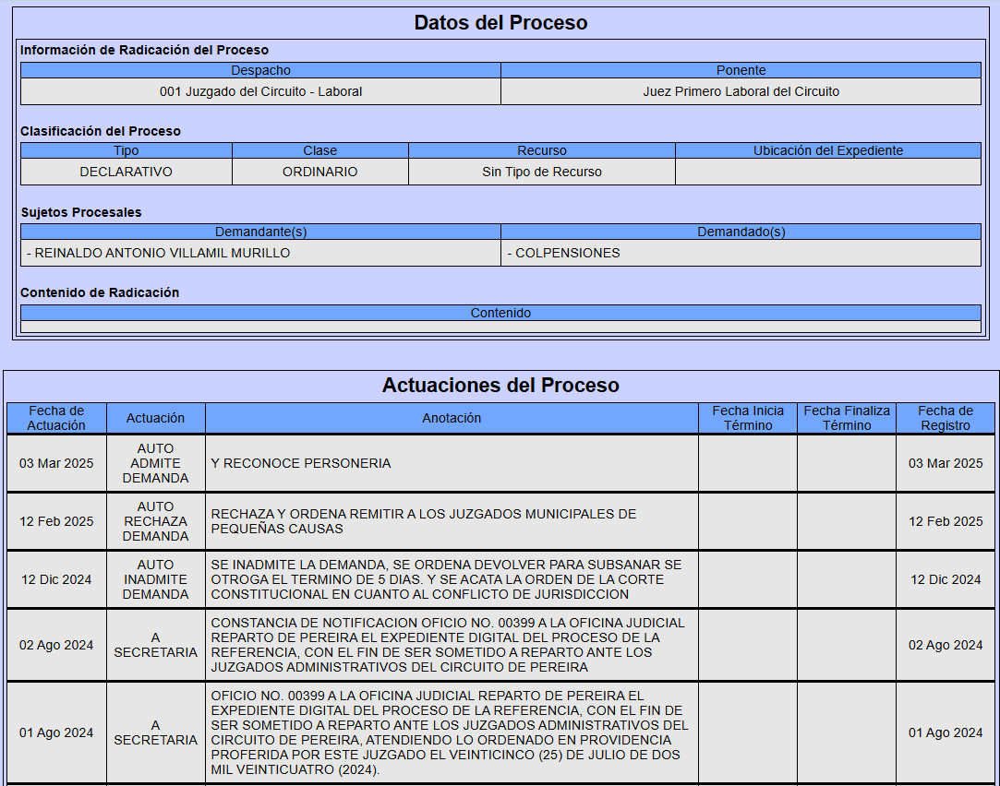 Datos del Proceso
Información de Radicación del Proceso
Despacho Ponente
001 Juzgado del Circuito - Laboral Juez Primero Laboral del Circuito
Clasificación del Proceso
Tipo Clase Recurso Ubicación del Expediente
DECLARATIVO ORDINARIO Sin Tipo de Recurso
Sujetos Procesales
Demandante(s) Demandado(s)
- REINALDO ANTONIO VILLAMIL MURILLO - COLPENSIONES
Contenido de Radicación
Contenido
Actuaciones del Proceso
Fecha de Actuación Actuación Anotación Fecha Inicia Término Fecha Finaliza Término Fecha de Registro
03 Mar 2025
AUTO
ADMITE
DEMANDA
Y RECONOCE PERSONERIA
03 Mar 2025
12 Feb 2025
AUTO
RECHAZA
DEMANDA
RECHAZA Y ORDENA REMITIR A LOS JUZGADOS MUNICIPALES DE
PEQUEÑAS CAUSAS
12 Feb 2025
12 Dic 2024
AUTO
INADMITE
DEMANDA
SE INADMITE LA DEMANDA, SE ORDENA DEVOLVER PARA SUBSANAR SE
OTROGA EL TERMINO DE 5 DIAS. Y SE ACATA LA ORDEN DE LA CORTE
CONSTITUCIONAL EN CUANTO AL CONFLICTO DE JURISDICCION
12 Dic 2024
02 Ago 2024
A
SECRETARIA
CONSTANCIA DE NOTIFICACION OFICIO NO. 00399 A LA OFICINA JUDICIAL
REPARTO DE PEREIRA EL EXPEDIENTE DIGITAL DEL PROCESO DE LA
REFERENCIA, CON EL FIN DE SER SOMETIDO A REPARTO ANTE LOS
JUZGADOS ADMINISTRATIVOS DEL CIRCUITO DE PEREIRA
02 Ago 2024
01 Ago 2024
A
SECRETARIA
OFICIO NO. 00399 A LA OFICINA JUDICIAL REPARTO DE PEREIRA EL
EXPEDIENTE DIGITAL DEL PROCESO DE LA REFERENCIA, CON EL FIN DE
SER SOMETIDO A REPARTO ANTE LOS JUZGADOS ADMINISTRATIVOS DEL
CIRCUITO DE PEREIRA, ATENDIENDO LO ORDENADO EN PROVIDENCIA
PROFERIDA POR ESTE JUZGADO EL VEINTICINCO (25) DE JULIO DE DOS
MIL VEINTICUATRO (2024).
01 Ago 2024